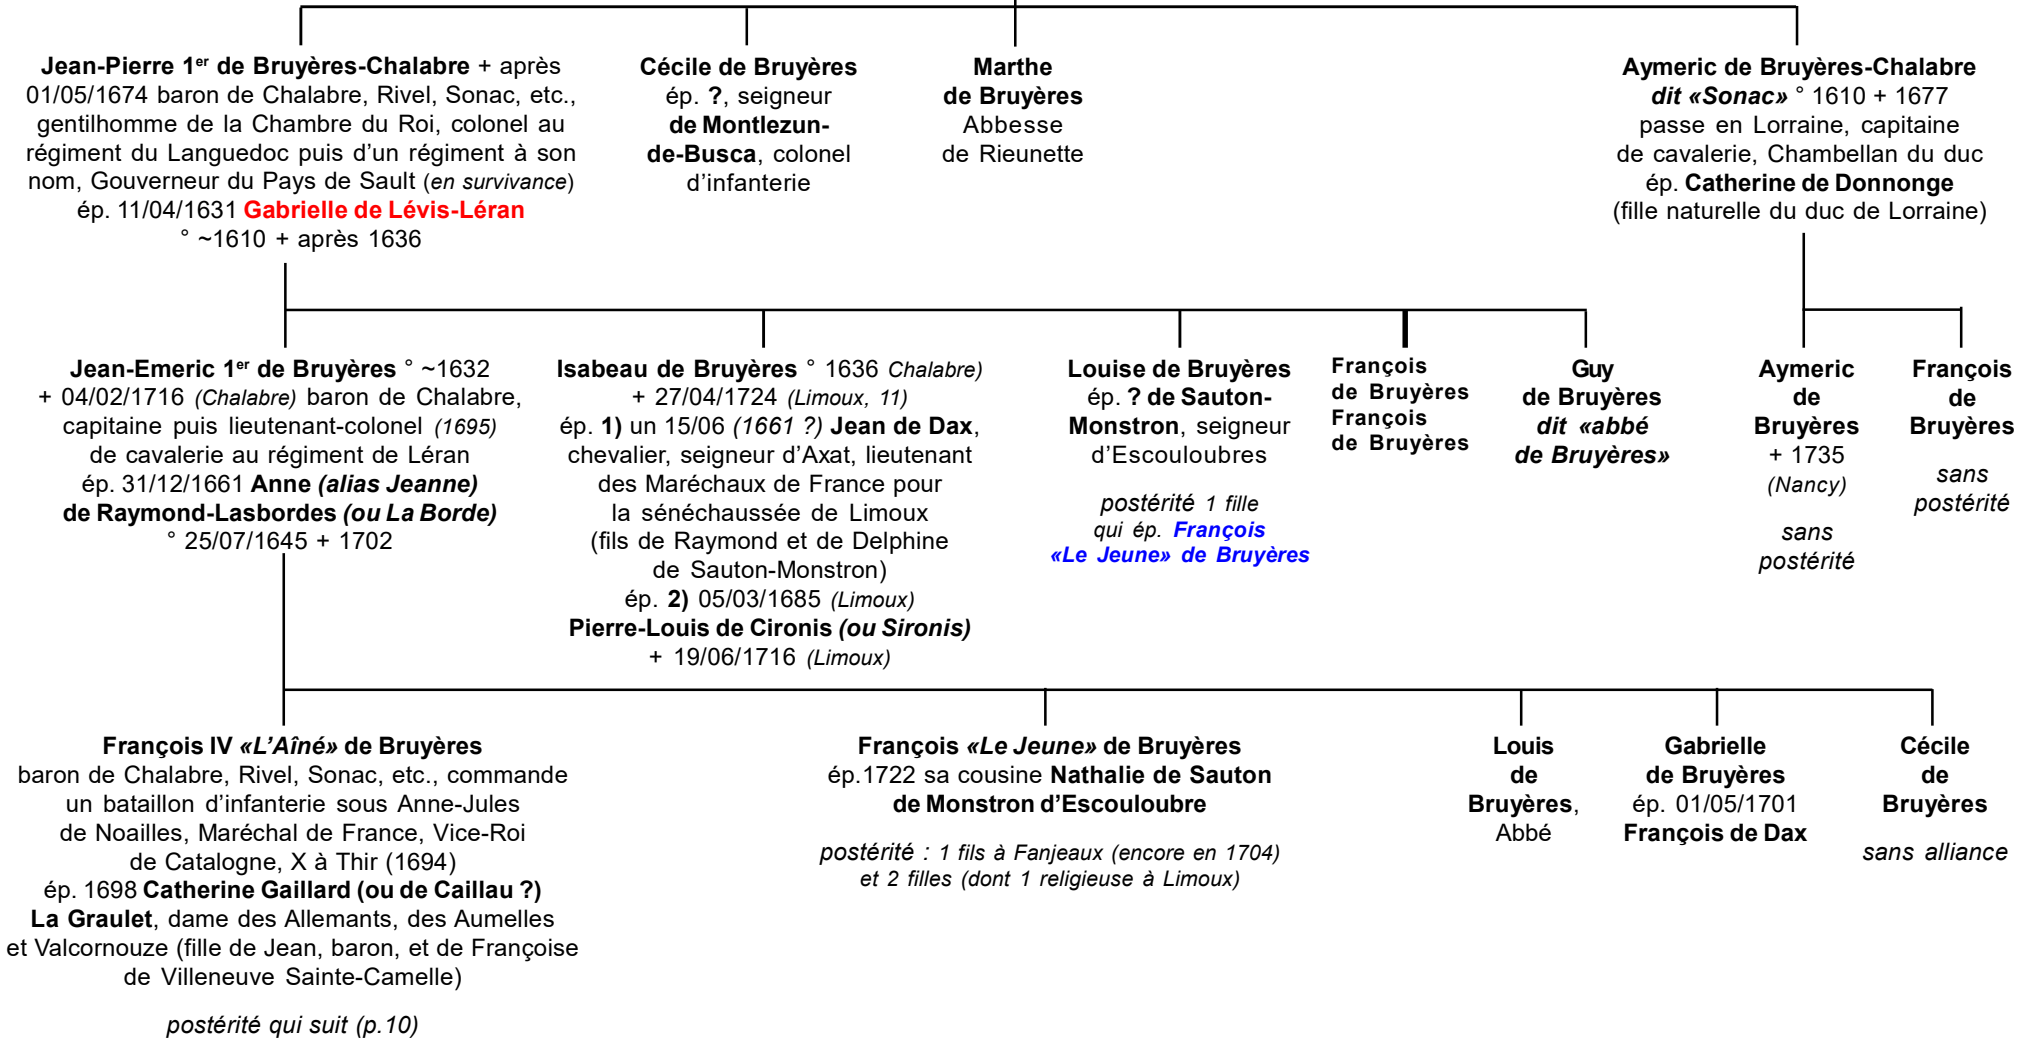 Jean-Pierre 1er de Bruyères-Chalabre + après
01/05/1674 baron de Chalabre, Rivel, Sonac, etc.,
gentilhomme de la Chambre du Roi, colonel au
régiment du Languedoc puis d'un régiment à son
nom, Gouverneur du Pays de Sault (en survivance)
ép. 11/04/1631 Gabrielle de Lévis-Léran
° ~1610 + après 1636
Cécile de Bruyères
ép. ?, seigneur
de Montlezun-
de-Busca, colonel
d'infanterie
Marthe
de Bruyères
Abbesse
de Rieunette
Aymeric de Bruyères-Chalabre
dit «Sonac» ° 1610 + 1677
passe en Lorraine, capitaine
de cavalerie, Chambellan du duc
ép. Catherine de Donnonge
(fille naturelle du duc de Lorraine)
Jean-Emeric 1er de Bruyères ° ~1632
+ 04/02/1716 (Chalabre) baron de Chalabre,
capitaine puis lieutenant-colonel (1695)
de cavalerie au régiment de Léran
ép. 31/12/1661 Anne (alias Jeanne)
de Raymond-Lasbordes (ou La Borde)
° 25/07/1645 + 1702
Isabeau de Bruyères ° 1636 Chalabre)
+ 27/04/1724 (Limoux, 11)
ép. 1) un 15/06 (1661 ?) Jean de Dax,
chevalier, seigneur d'Axat, lieutenant
des Maréchaux de France pour
la sénéchaussée de Limoux
(fils de Raymond et de Delphine
de Sauton-Monstron)
ép. 2) 05/03/1685 (Limoux)
Pierre-Louis de Cironis (ou Sironis)
+ 19/06/1716 (Limoux)
Louise de Bruyères
ép. ? de Sauton-
Monstron, seigneur
d'Escouloubres
postérité 1 fille
qui ép. François
«Le Jeune» de Bruyères
François
de Bruyères
François
de Bruyères
Guy
de Bruyères
dit «abbé
de Bruyères»
Aymeric
de
Bruyères
+ 1735
(Nancy)
sans
postérité
François
de
Bruyères
sans
postérité
François IV «L'Aîné» de Bruyères
baron de Chalabre, Rivel, Sonac, etc., commande
un bataillon d'infanterie sous Anne-Jules
de Noailles, Maréchal de France, Vice-Roi
de Catalogne, X à Thir (1694)
ép. 1698 Catherine Gaillard (ou de Caillau ?)
La Graulet, dame des Allemants, des Aumelles
et Valcornouze (fille de Jean, baron, et de Françoise
de Villeneuve Sainte-Camelle)
postérité qui suit (p.10)
François «Le Jeune» de Bruyères
ép.1722 sa cousine Nathalie de Sauton
de Monstron d'Escouloubre
postérité : 1 fils à Fanjeaux (encore en 1704)
et 2 filles (dont 1 religieuse à Limoux)
Louis
de
Bruyères,
Abbé
Gabrielle
de Bruyères
ép. 01/05/1701
François de Dax
Cécile
de
Bruyères
sans alliance